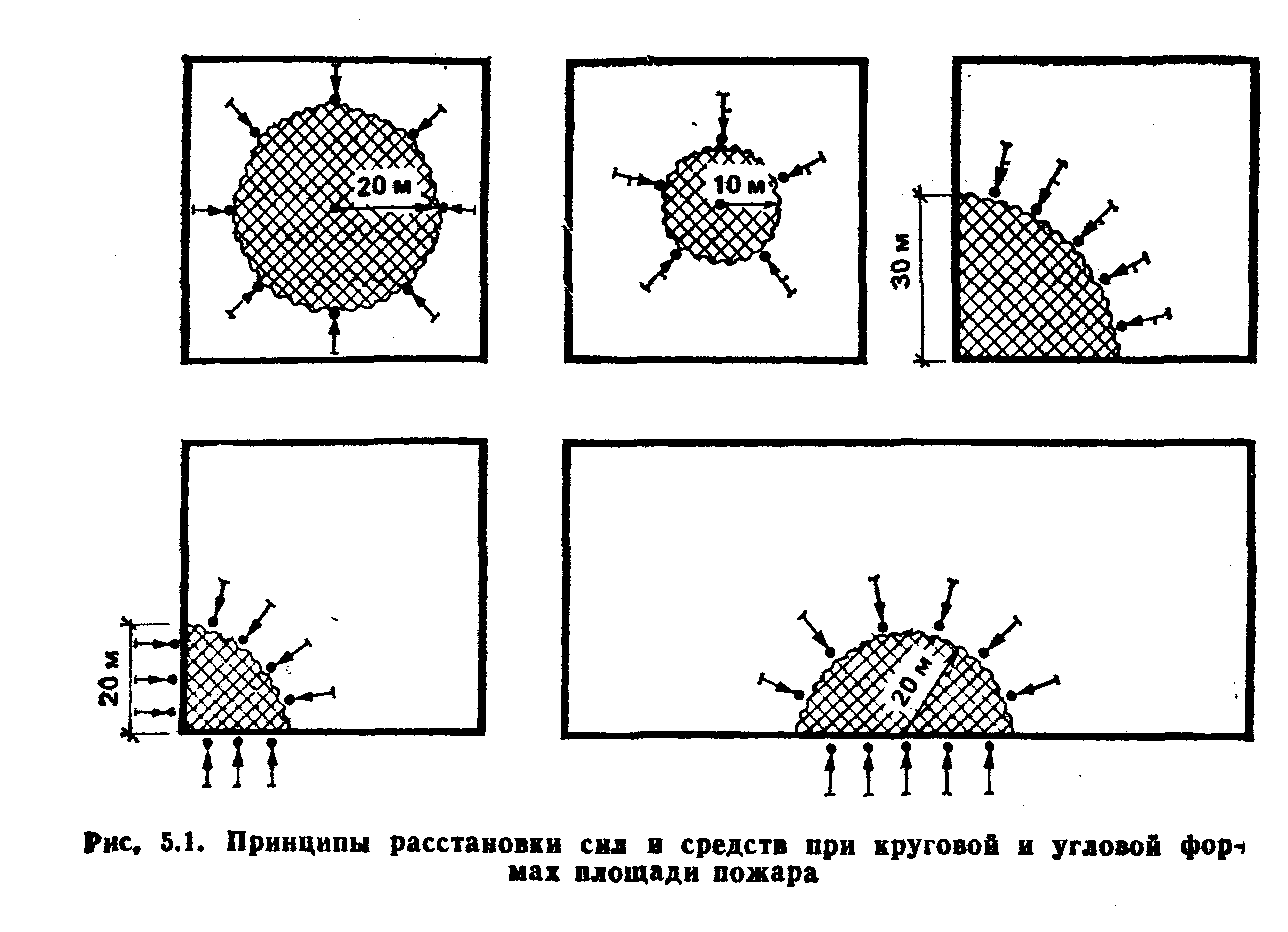 20 м
10 м
30 м
20 м
20 м
Рис. 5.1. Принципы расстановки сил и средств при круговой и угловой фор-
мах площади пожара